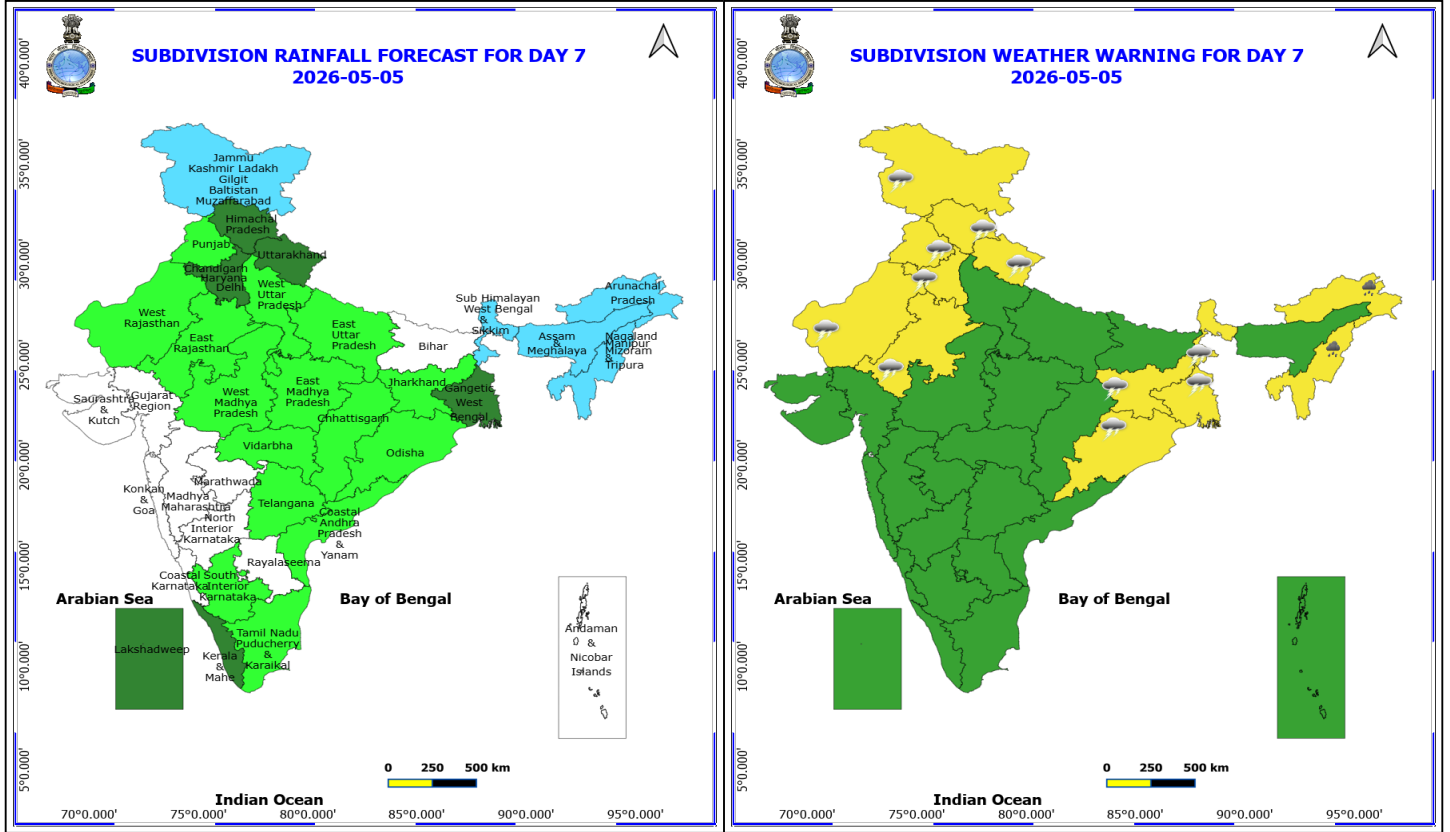 SUBDIVISION RAINFALL FORECAST FOR DAY 7
2026-05-05
40°0.000'
35°0.000'
30°0.000'
25°0.000'
20°0.000'
15°0.000'
10°0.000'
5°0.000'
Jammu
Kashmir Ladakh
Gilgit
Baltistan
Muzaffarabad
Himachal
Pradesh
Punjab
Uttarakhand
Chandigarh
Haryana
Delhi
West
Uttar
Pradesh
West
Rajasthan
East
Rajasthan
East
Uttar
Pradesh
Bihar
Sub Himalayan
West Bengal
&
Sikkim
Arunachal
Pradesh
Assam
&
Meghalaya
Nagaland
Manipur
Mizoram
&
Tripura
Jharkhand
Gangetic
West
Bengal
Saurashtra
&
Kutch
Gujarat
Region
West
Madhya
Pradesh
East
Madhya
Pradesh
Chhattisgarh
Vidarbha
Odisha
Konkan
&
Goa
Marathwada
Madhya
Maharashtra
North
Interior
Karnataka
Telangana
Coastal
Andhra
Pradesh
&
Yanam
Rayalaseema
Coastal
Karnataka
South
Interior
Karnataka
Arabian Sea
Bay of Bengal
Lakshadweep
Kerala
&
Mahe
Tamil Nadu
Puducherry
&
Karaikal
Andaman
&
Nicobar
Islands
0 250 500 km
Indian Ocean
70°0.000' 75°0.000' 80°0.000' 85°0.000' 90°0.000' 95°0.000'
SUBDIVISION WEATHER WARNING FOR DAY 7
2026-05-05
40°0.000'
35°0.000'
30°0.000'
25°0.000'
20°0.000'
15°0.000'
10°0.000'
5°0.000'
Arabian Sea
Bay of Bengal
0 250 500 km
Indian Ocean
70°0.000' 75°0.000' 80°0.000' 85°0.000' 90°0.000' 95°0.000'